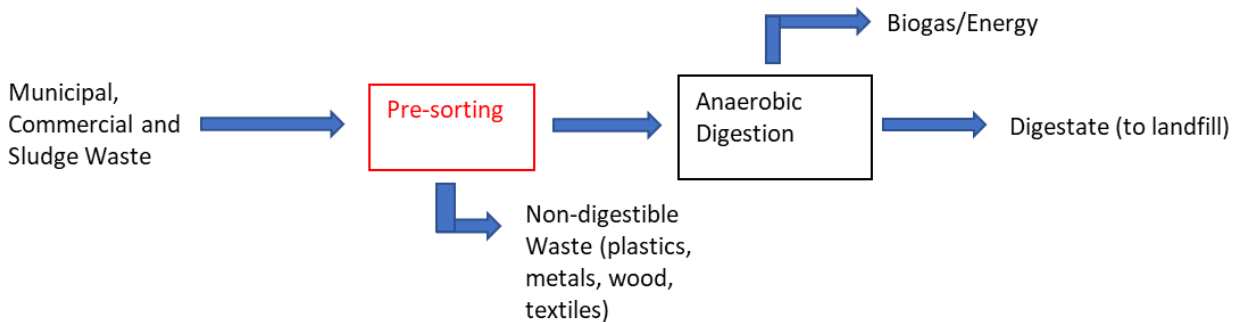 Biogas/Energy
Municipal,
Commercial and
Sludge Waste
Pre-sorting
Anaerobic
Digestion
Digestate (to landfill)
Non-digestible
Waste (plastics,
metals, wood,
textiles)